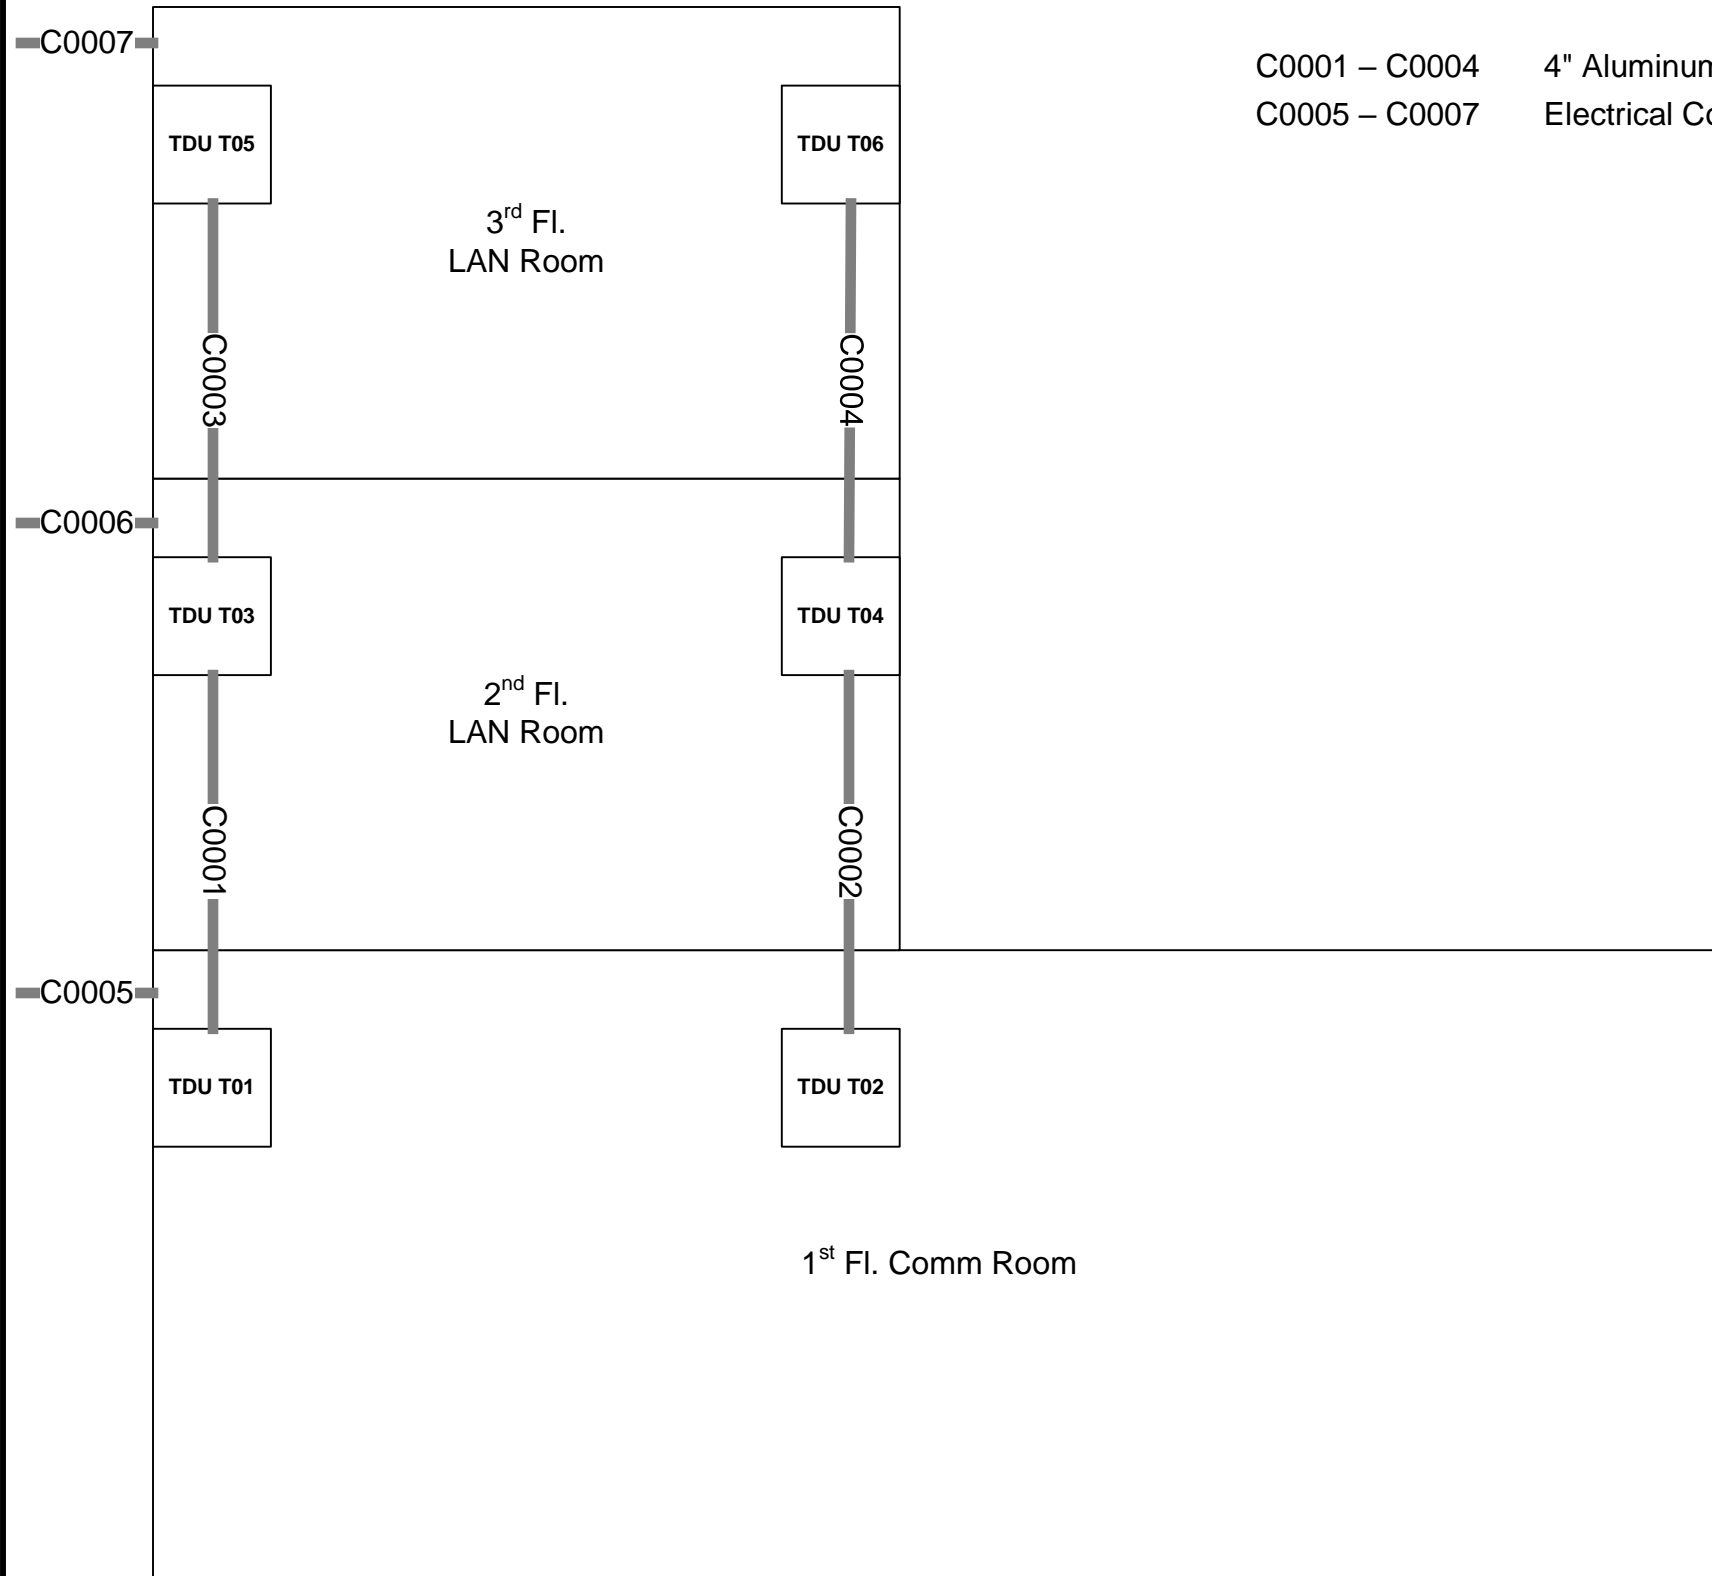 C0007
C0001 – C0004 4" Aluminum
C0005 – C0007 Electrical
TDU T05
TDU T06
3rd Fl.
LAN Room
C0003
C0004
C0006
TDU T03
TDU T04
2nd Fl.
LAN Room
C0001
C0002
C0005
TDU T01
TDU T02
1st Fl. Comm Room